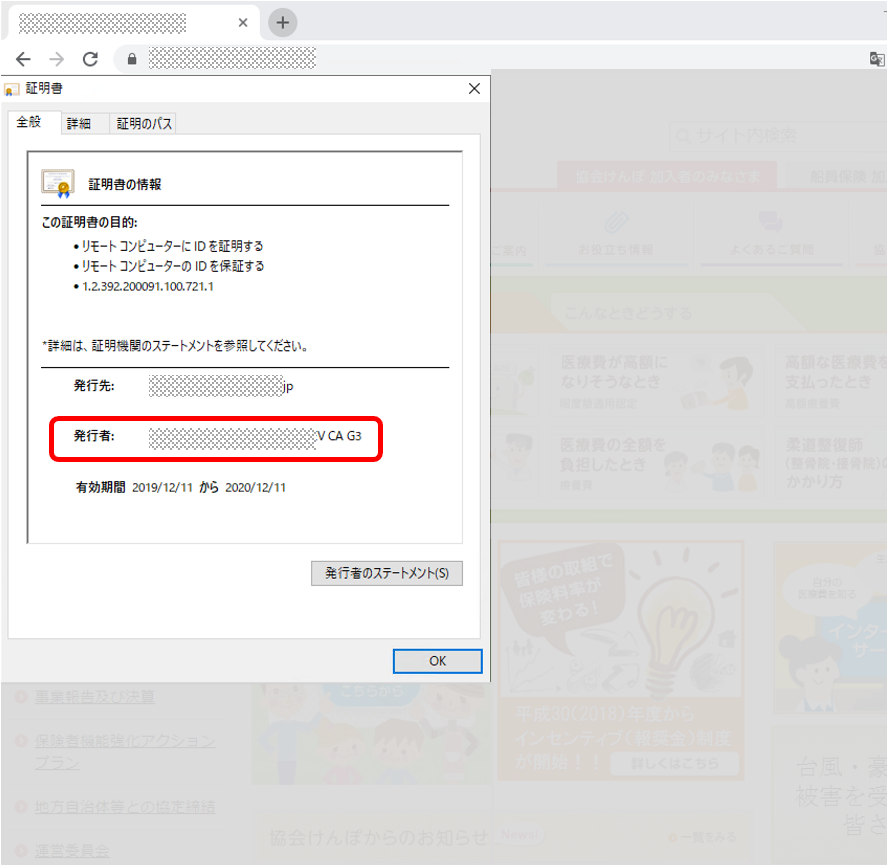 証明書
全般
詳細
証明のパス
証明書の情報
この証明書の目的:
• リモート コンピューターに ID を証明する
• リモート コンピューターの ID を保証する
• 1.2.392.200091.100.721.1
*詳細は、証明機関のステートメントを参照してください。
発行先: jp
発行者: V CA G3
有効期間 2019/12/11 から 2020/12/11
発行者のステートメント(S)
OK
サイト内検索
協会けんぽ 加入者のみなさま
船員保険 加
ご案内
お役立ち情報
よくあるご質問
こんなときどうする
医療費が高額に
なりそうなとき
限度額適用認定
高額な医療費を
支払ったとき
高額療養費
医療費の全額を
負担したとき
療養費
柔道整復師
(整骨院・接骨院)の
かかり方
皆様の取組で
保険料率が
変わる!
自分の
医療費を知る
インタ
サー
平成30(2018)年度から
インセンティブ(報奨金)制度
が開始!!
詳しくはこちら
こちらから
事業報告及び決算
保険者機能強化アクション
プラン
地方自治体等との協定締結
運営委員会
協会けんぽからのお知らせ
News!
一覧をみる
台風・豪
被害を受
皆さ